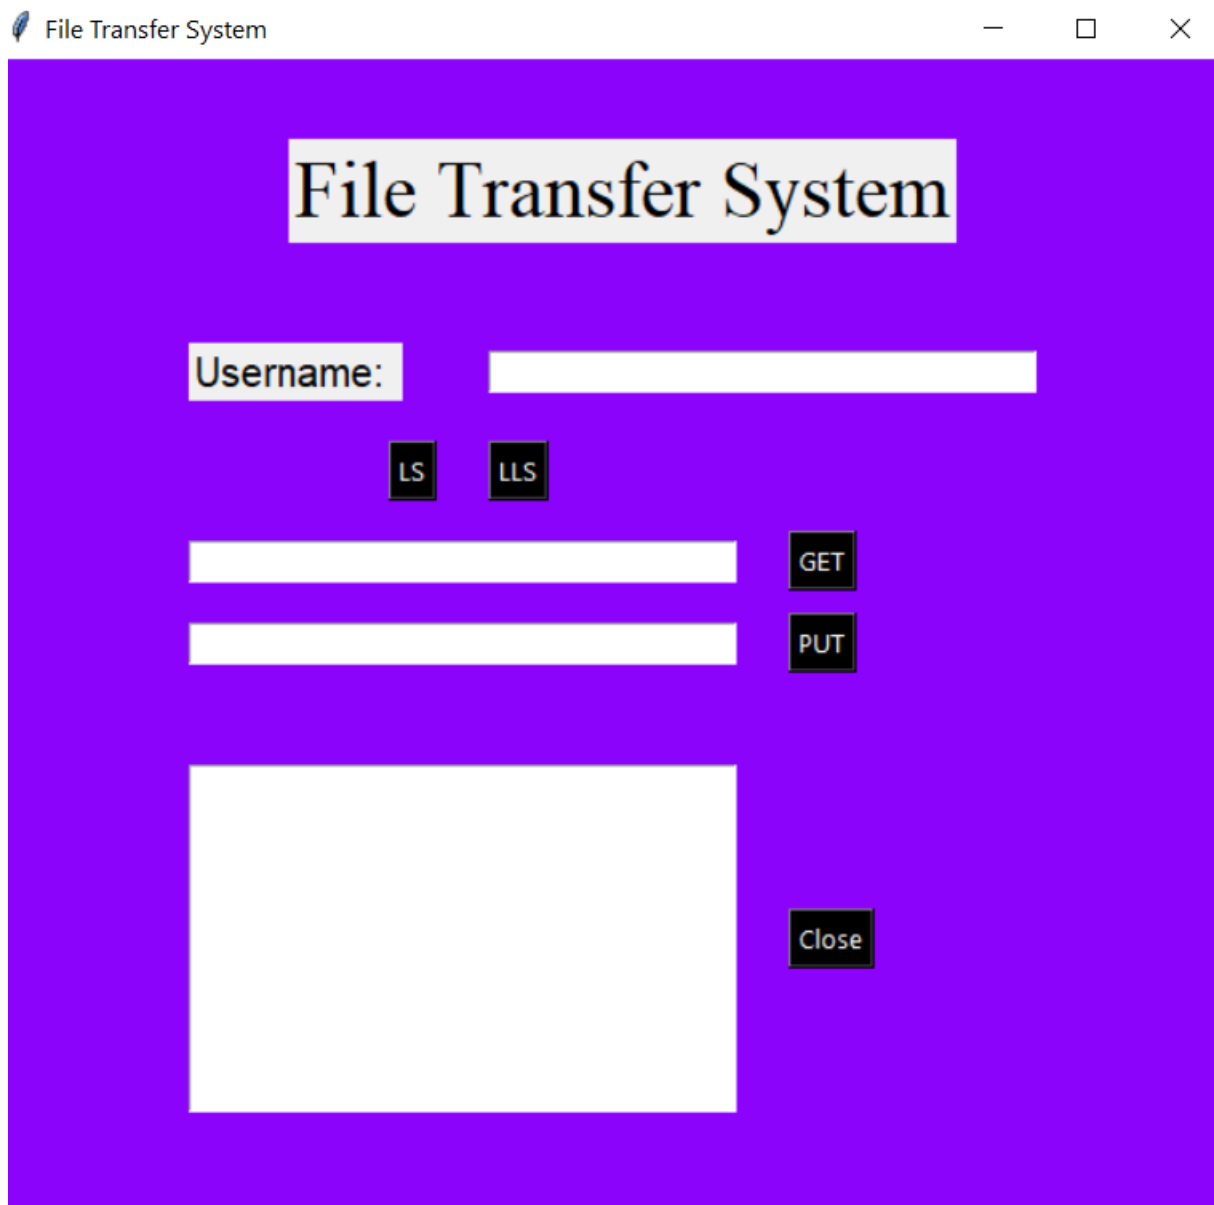 File Transfer System
File Transfer System
Username:
LS LLS
GET
PUT
Close